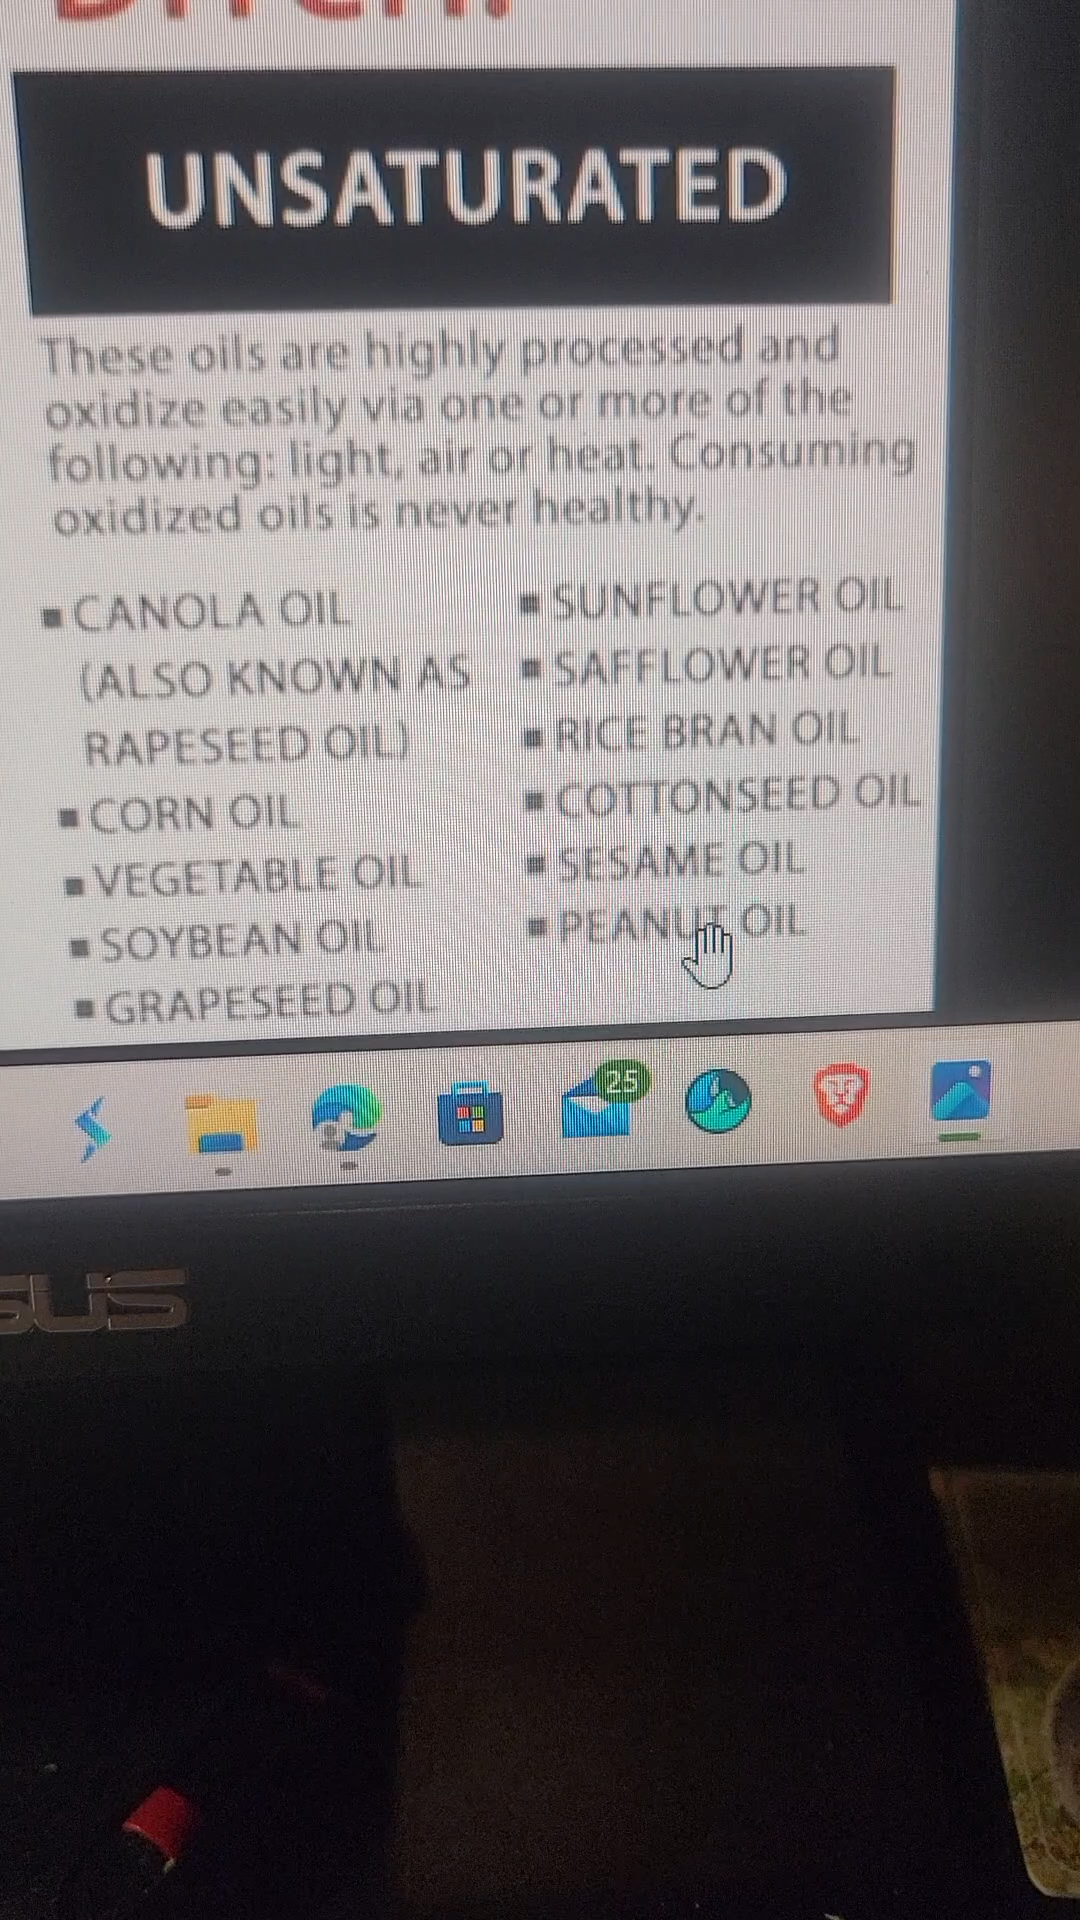 DITCH!
UNSATURATED
These oils are highly processed and
oxidize easily via one or more of the
following: light, air or heat. Consuming
oxidized oils is never healthy.
▪ CANOLA OIL
(ALSO KNOWN AS
RAPESEED OIL)
▪ CORN OIL
▪ VEGETABLE OIL
▪ SOYBEAN OIL
▪ GRAPESEED OIL
▪ SUNFLOWER OIL
▪ SAFFLOWER OIL
▪ RICE BRAN OIL
▪ COTTONSEED OIL
▪ SESAME OIL
▪ PEANUT OIL
25
SUS